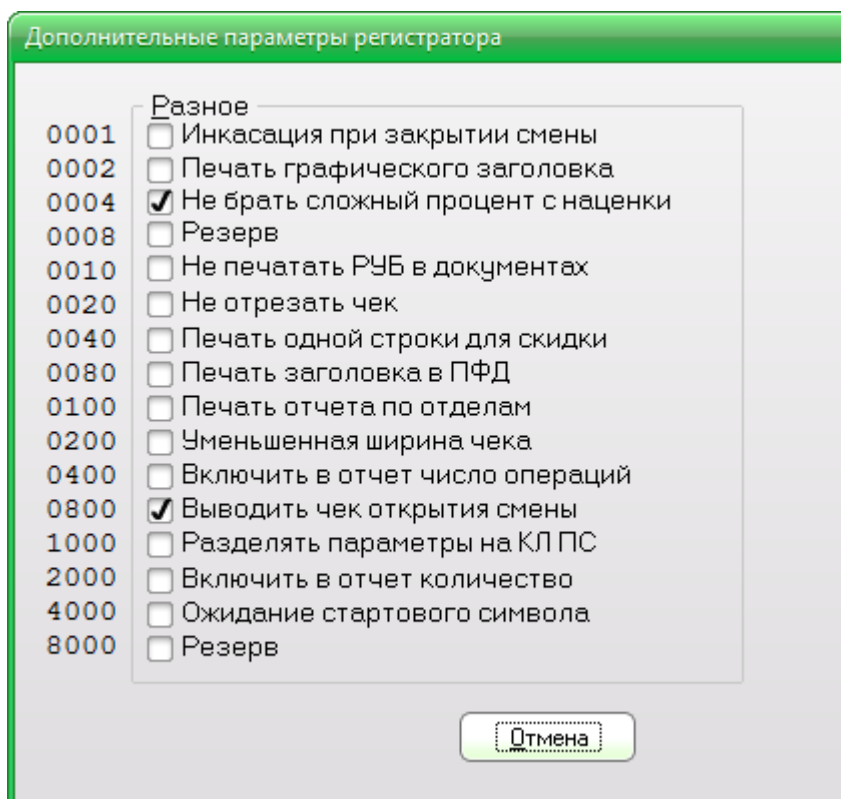 Дополнительные параметры регистратора
Разное
0001 Инкасация при закрытии смены
0002 Печать графического заголовка
0004 Не брать сложный процент с наценки
0008 Резерв
0010 Не печатать РУБ в документах
0020 Не отрезать чек
0040 Печать одной строки для скидки
0080 Печать заголовка в ПФД
0100 Печать отчета по отделам
0200 Уменьшенная ширина чека
0400 Включить в отчет число операций
0800 Выводить чек открытия смены
1000 Разделять параметры на КЛ ПС
2000 Включить в отчет количество
4000 Ожидание стартового символа
8000 Резерв
Отмена